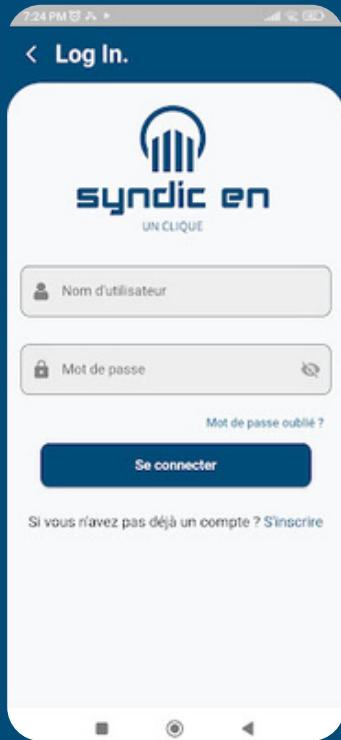 7:24 PM
Log In.
syndic en
UN CLIQUE
Nom d'utilisateur
Mot de passe
Mot de passe oublié ?
Se connecter
Si vous n'avez pas déjà un compte ? S'inscrire